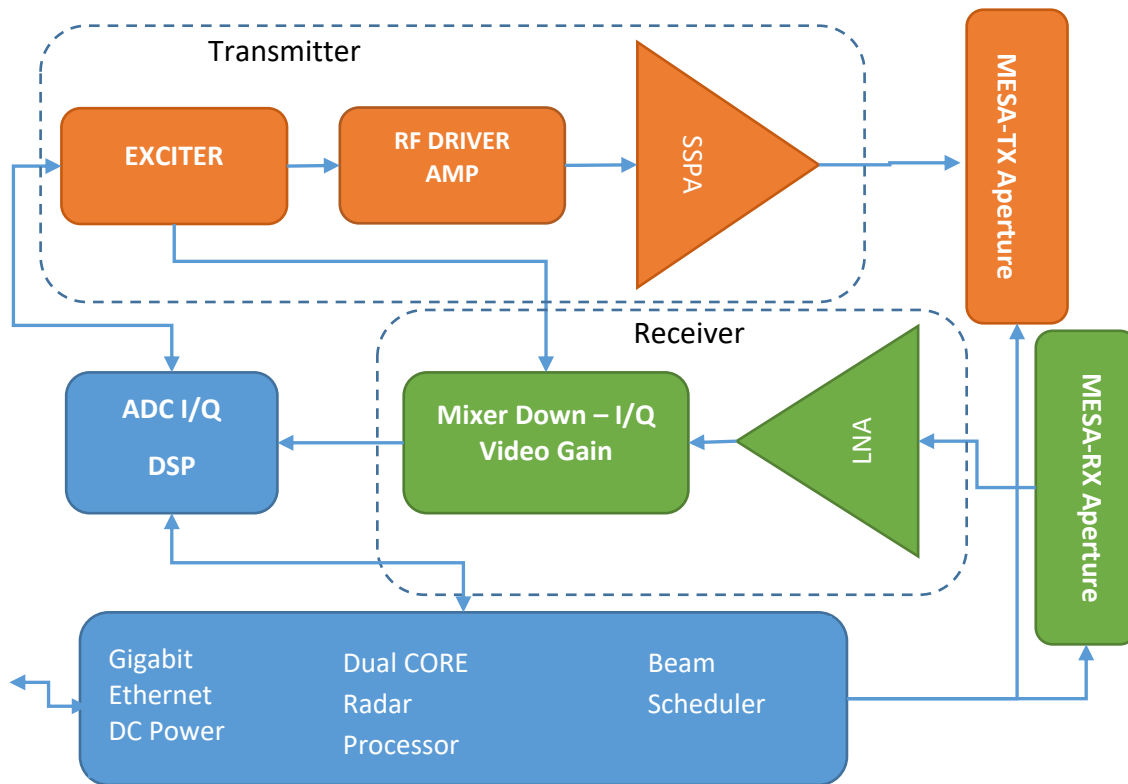 Transmitter
EXCITER
RF DRIVER
AMP
SSPA
MESA-TX Aperture
Receiver
ADC I/Q
DSP
Mixer Down – I/Q
Video Gain
LNA
MESA-RX Aperture
Gigabit
Ethernet
DC Power
Dual CORE
Radar
Processor
Beam
Scheduler